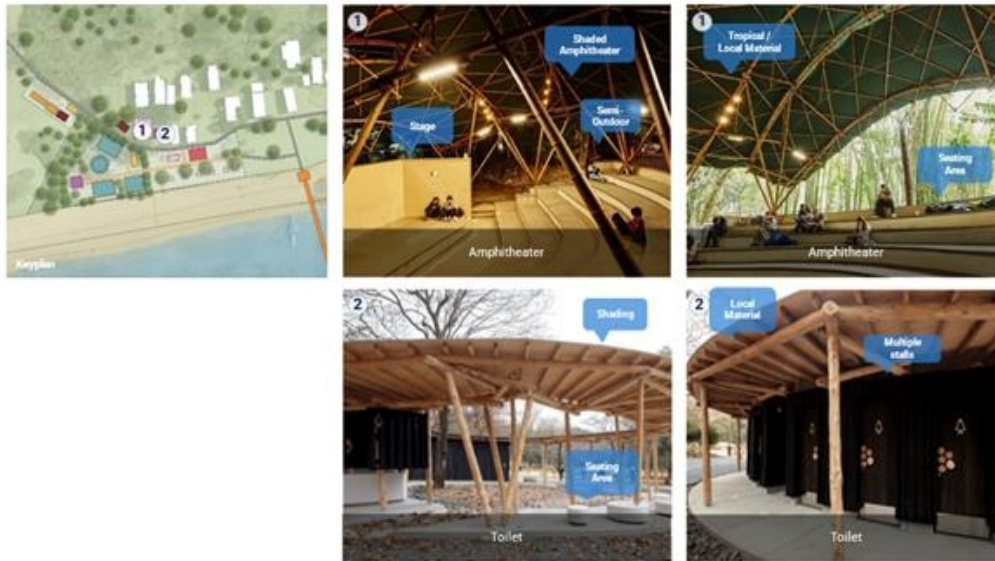 1
2
Keyplan
1
Shaded
Amphitheater
Stage
Semi-
Outdoor
Amphitheater
1
Tropical /
Local Material
Seating
Area
Amphitheater
2
Shading
Seating
Area
Toilet
2
Local
Material
Multiple
stalls
Toilet